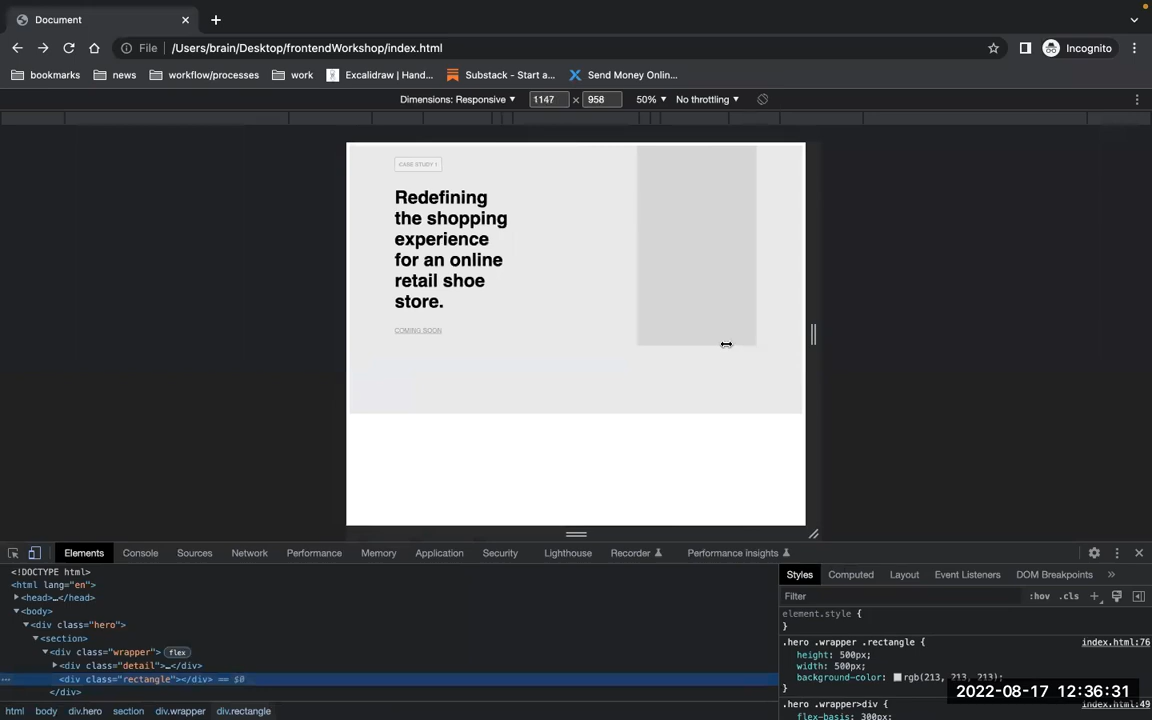 Document
File /Users/brain/Desktop/frontendWorkshop/index.html Incognito
bookmarks news workflow/processes work Excalidraw | Hand... Substack - Start a... Send Money Onlin...
Dimensions: Responsive 1147 × 958 50% No throttling
CASE STUDY 1
Redefining
the shopping
experience
for an online
retail shoe
store.
COMING SOON
Elements Console Sources Network Performance Memory Application Security Lighthouse Recorder Performance insights
<!DOCTYPE html>
<html lang="en">
<head>…</head>
<body>
<div class="hero">
<section>
<div class="wrapper"> flex
<div class="detail">…</div>
<div class="rectangle"></div> == $0
</div>
html body div.hero section div.wrapper div.rectangle
Styles Computed Layout Event Listeners DOM Breakpoints »
Filter :hov .cls
element.style {
}
.hero .wrapper .rectangle { index.html:76
height: 500px;
width: 500px;
background-color: rgb(213, 213, 213);
}
.hero .wrapper>div { index.html:49
flex-basis: 300px;
2022-08-17 12:36:31